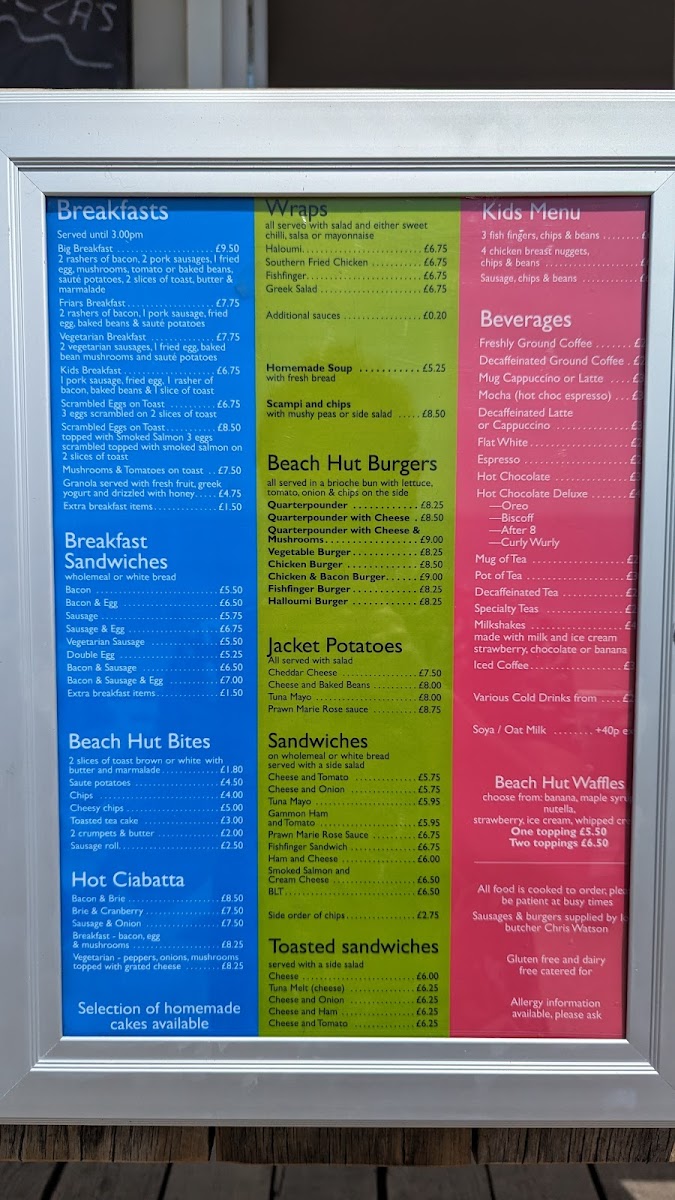 ZZA'S
Breakfasts
Served until 3.00pm
Big Breakfast ..................... £9.50
2 rashers of bacon, 2 pork sausages, 1 fried
egg, mushrooms, tomato or baked beans,
sauté potatoes, 2 slices of toast, butter &
marmalade
Friars Breakfast ................... £7.75
2 rashers of bacon, 1 pork sausage, fried
egg, baked beans & sauté potatoes
Vegetarian Breakfast .............. £7.75
2 vegetarian sausages, 1 fried egg, baked
bean mushrooms and sauté potatoes
Kids Breakfast ..................... £6.75
1 pork sausage, fried egg, 1 rasher of
bacon, baked beans & 1 slice of toast
Scrambled Eggs on Toast .......... £6.75
3 eggs scrambled on 2 slices of toast
Scrambled Eggs on Toast .......... £8.50
topped with Smoked Salmon 3 eggs
scrambled topped with smoked salmon on
2 slices of toast
Mushrooms & Tomatoes on toast .. £7.50
Granola served with fresh fruit, greek
yogurt and drizzled with honey..... £4.75
Extra breakfast items.............. £1.50
Breakfast
Sandwiches
wholemeal or white bread
Bacon ............................ £5.50
Bacon & Egg ...................... £6.50
Sausage .......................... £5.75
Sausage & Egg .................... £6.75
Vegetarian Sausage ............... £5.50
Double Egg ....................... £5.25
Bacon & Sausage .................. £6.50
Bacon & Sausage & Egg ............ £7.00
Extra breakfast items............. £1.50
Beach Hut Bites
2 slices of toast brown or white with
butter and marmalade.............. £1.80
Saute potatoes ................... £4.50
Chips ............................ £4.00
Cheesy chips ..................... £5.00
Toasted tea cake ................. £3.00
2 crumpets & butter .............. £2.00
Sausage roll...................... £2.50
Hot Ciabatta
Bacon & Brie ..................... £8.50
Brie & Cranberry ................. £7.50
Sausage & Onion .................. £7.50
Breakfast - bacon, egg
& mushrooms ...................... £8.25
Vegetarian - peppers, onions, mushrooms
topped with grated cheese ........ £8.25
Selection of homemade
cakes available
Wraps
all served with salad and either sweet
chilli, salsa or mayonnaise
Haloumi........................... £6.75
Southern Fried Chicken ........... £6.75
Fishfinger........................ £6.75
Greek Salad ...................... £6.75
Additional sauces ................ £0.20
Homemade Soup ........... £5.25
with fresh bread
Scampi and chips
with mushy peas or side salad ..... £8.50
Beach Hut Burgers
all served in a brioche bun with lettuce,
tomato, onion & chips on the side
Quarterpounder ............ £8.25
Quarterpounder with Cheese . £8.50
Quarterpounder with Cheese &
Mushrooms.................. £9.00
Vegetable Burger........... £8.25
Chicken Burger ............ £8.50
Chicken & Bacon Burger...... £9.00
Fishfinger Burger .......... £8.25
Halloumi Burger ............ £8.25
Jacket Potatoes
All served with salad
Cheddar Cheese ............ £7.50
Cheese and Baked Beans ........ £8.00
Tuna Mayo ................. £8.00
Prawn Marie Rose sauce ........ £8.75
Sandwiches
on wholemeal or white bread
served with a side salad
Cheese and Tomato ............ £5.75
Cheese and Onion ............. £5.75
Tuna Mayo .................... £5.95
Gammon Ham
and Tomato ................... £5.95
Prawn Marie Rose Sauce ....... £6.75
Fishfinger Sandwich .......... £6.75
Ham and Cheese ............... £6.00
Smoked Salmon and
Cream Cheese ................. £6.50
BLT........................... £6.50
Side order of chips........... £2.75
Toasted sandwiches
served with a side salad
Cheese ....................... £6.00
Tuna Melt (cheese) ........... £6.25
Cheese and Onion ............. £6.25
Cheese and Ham ............... £6.25
Cheese and Tomato ............ £6.25
Kids Menu
3 fish fingers, chips & beans ........
4 chicken breast nuggets,
chips & beans ..................
Sausage, chips & beans ............
Beverages
Freshly Ground Coffee .......
Decaffeinated Ground Coffee .
Mug Cappuccino or Latte ....
Mocha (hot choc espresso) ...
Decaffeinated Latte
or Cappuccino ..............
Flat White .................
Espresso ...................
Hot Chocolate ..............
Hot Chocolate Deluxe .......
—Oreo
—Biscoff
—After 8
—Curly Wurly
Mug of Tea .................
Pot of Tea .................
Decaffeinated Tea ..........
Specialty Teas .............
Milkshakes .................
made with milk and ice cream
strawberry, chocolate or banana
Iced Coffee.................
Various Cold Drinks from ....
Soya / Oat Milk ........ +40p
Beach Hut Waffles
choose from: banana, maple
nutella,
strawberry, ice cream, whipped
One topping £5.50
Two toppings £6.50
All food is cooked to order,
be patient at busy times
Sausages & burgers supplied by
butcher Chris Watson
Gluten free and dairy
free catered for
Allergy information
available, please ask